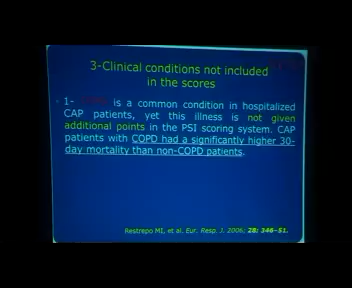 3-Clinical conditions not included
in the scores
1- is a common condition in hospitalized
CAP patients, yet this illness is not given
additional points in the PSI scoring system. CAP
patients with COPD had a significantly higher 30-
day mortality than non-COPD patients.
Restrepo MI, et al. Eur. Resp. J. 2006; 28: 346–51.